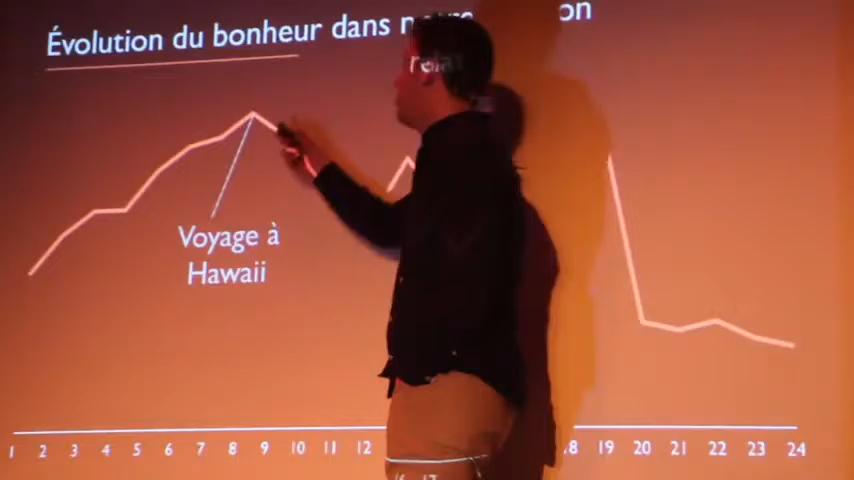 Évolution du bonheur dans
Voyage à
Hawaii
1 2 3 4 5 6 7 8 9 10 11 12 19 20 21 22 23 24